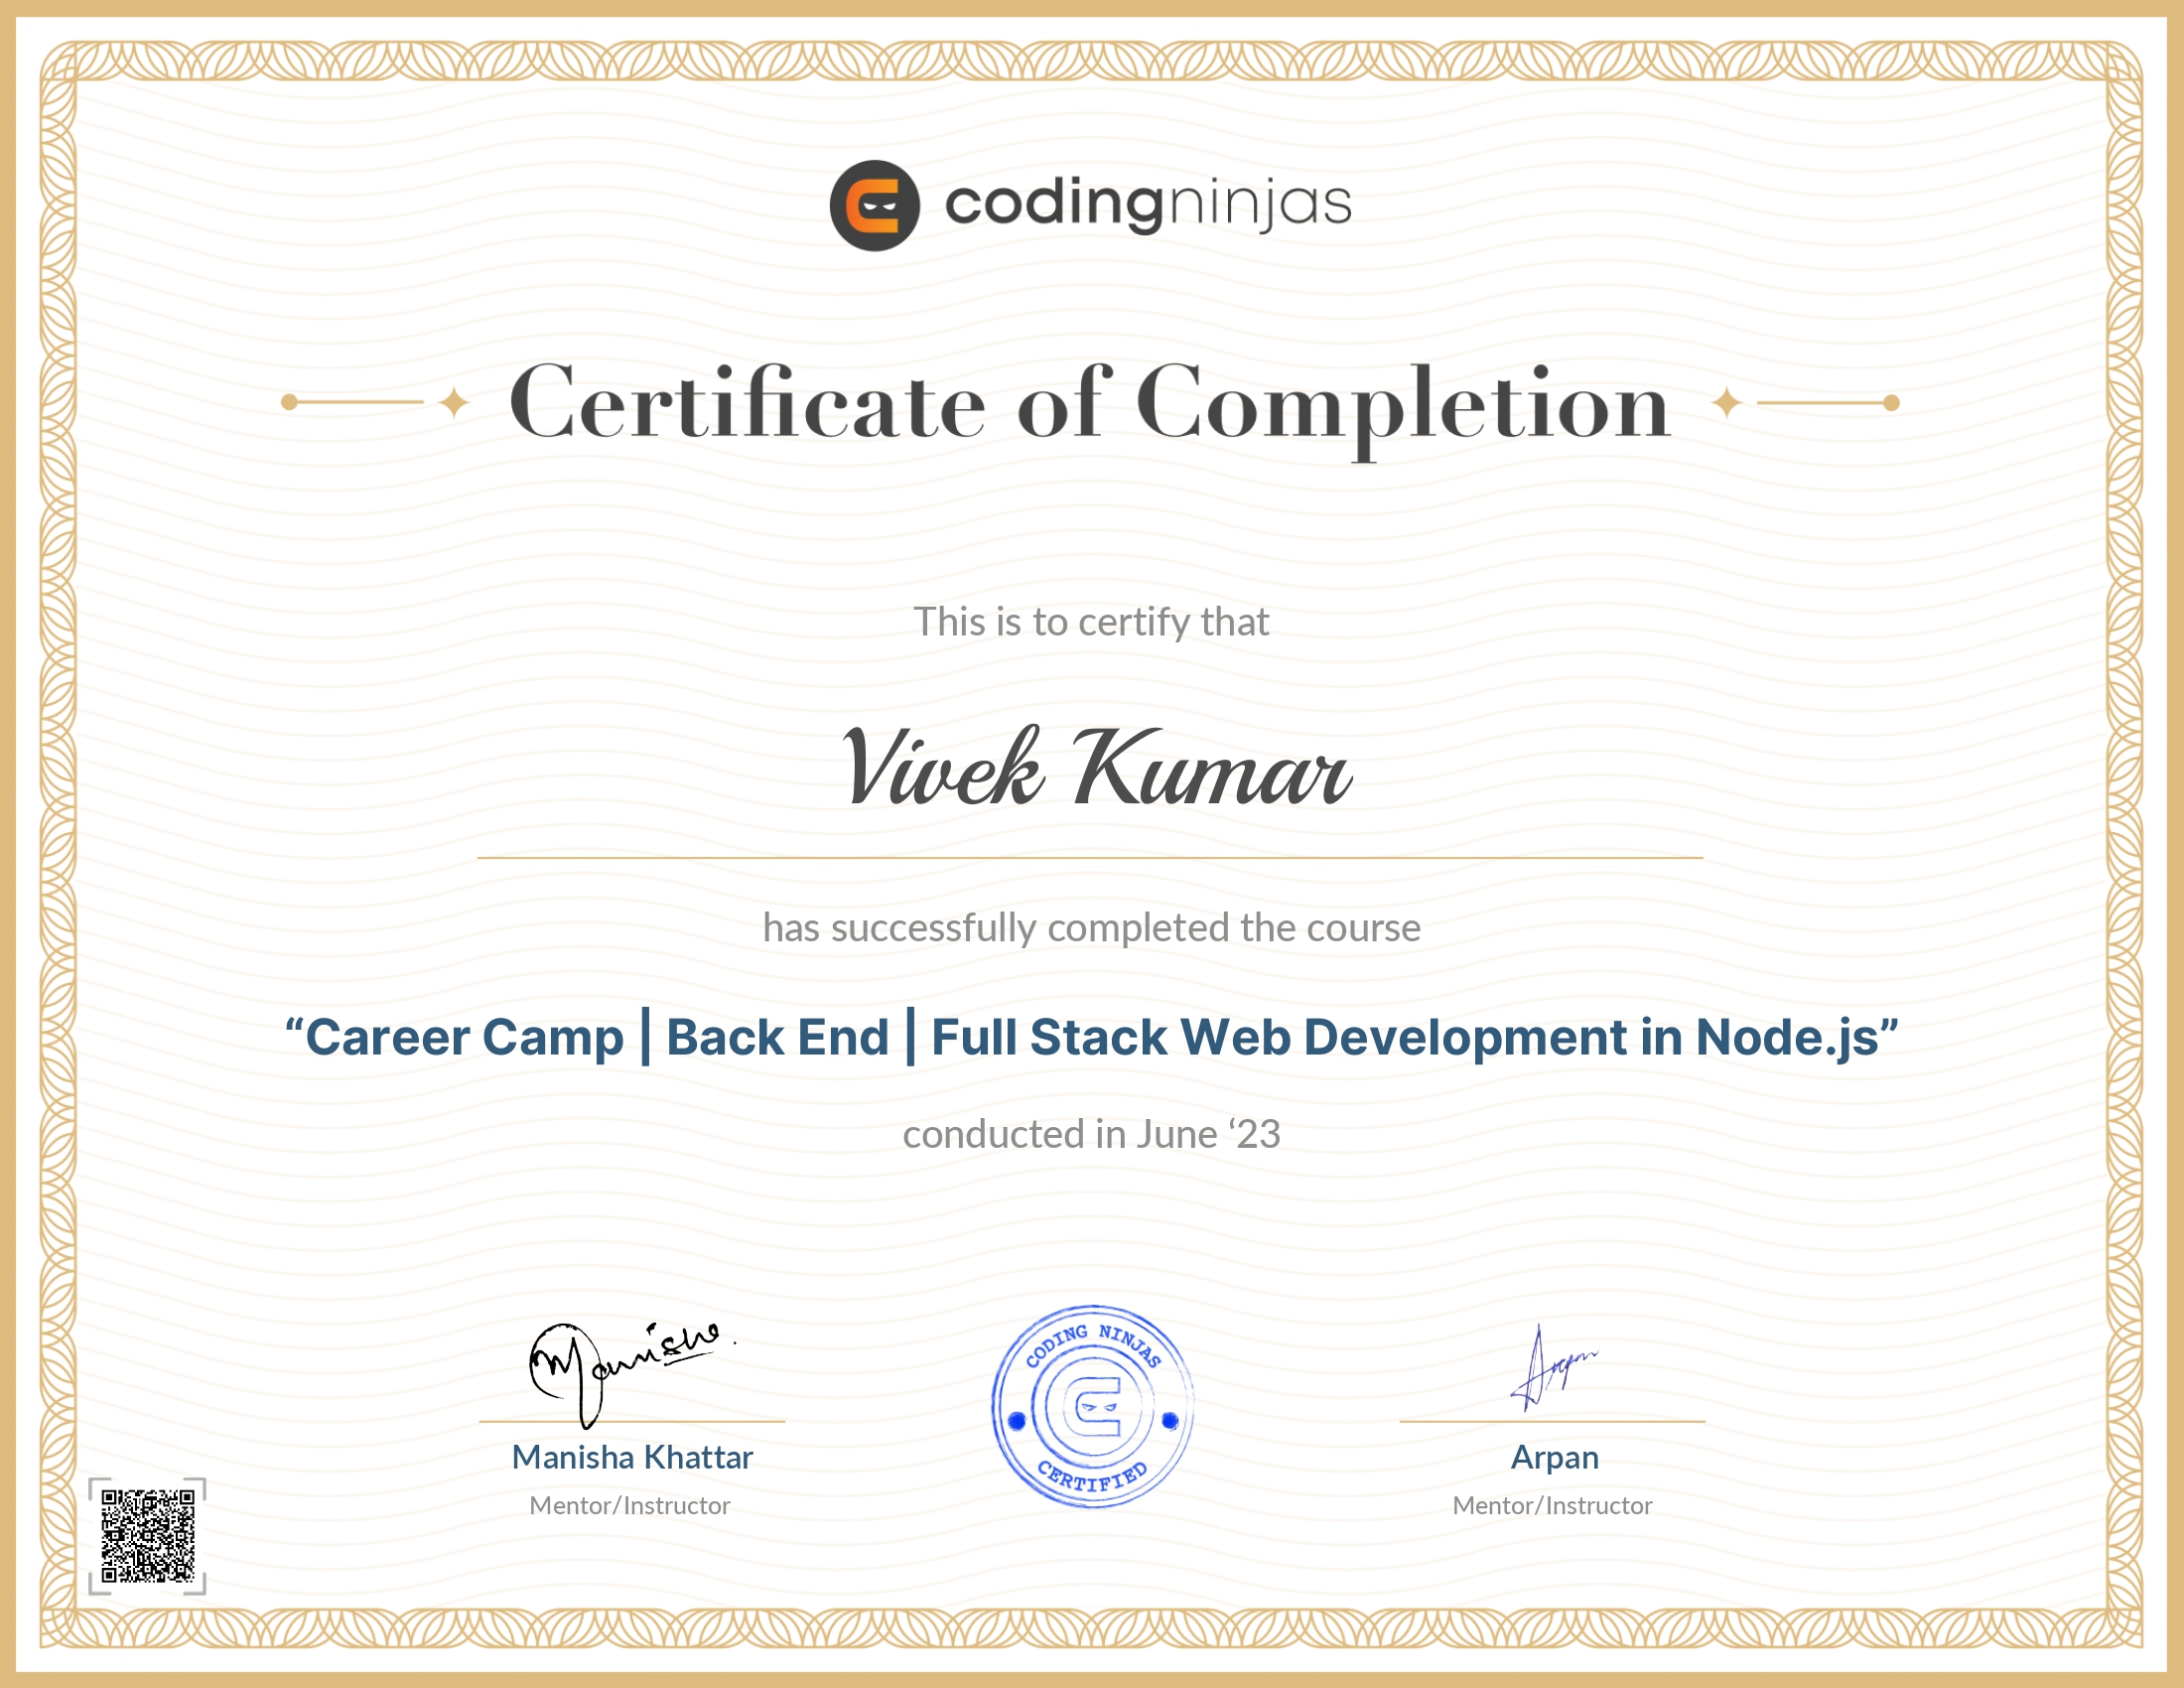 codingninjas
Certificate of Completion
This is to certify that
Vivek Kumar
has successfully completed the course
“Career Camp | Back End | Full Stack Web Development in Node.js”
conducted in June ‘23
Manisha.
CODING NINJAS
CERTIFIED
Arpan
Manisha Khattar
Arpan
Mentor/Instructor
Mentor/Instructor